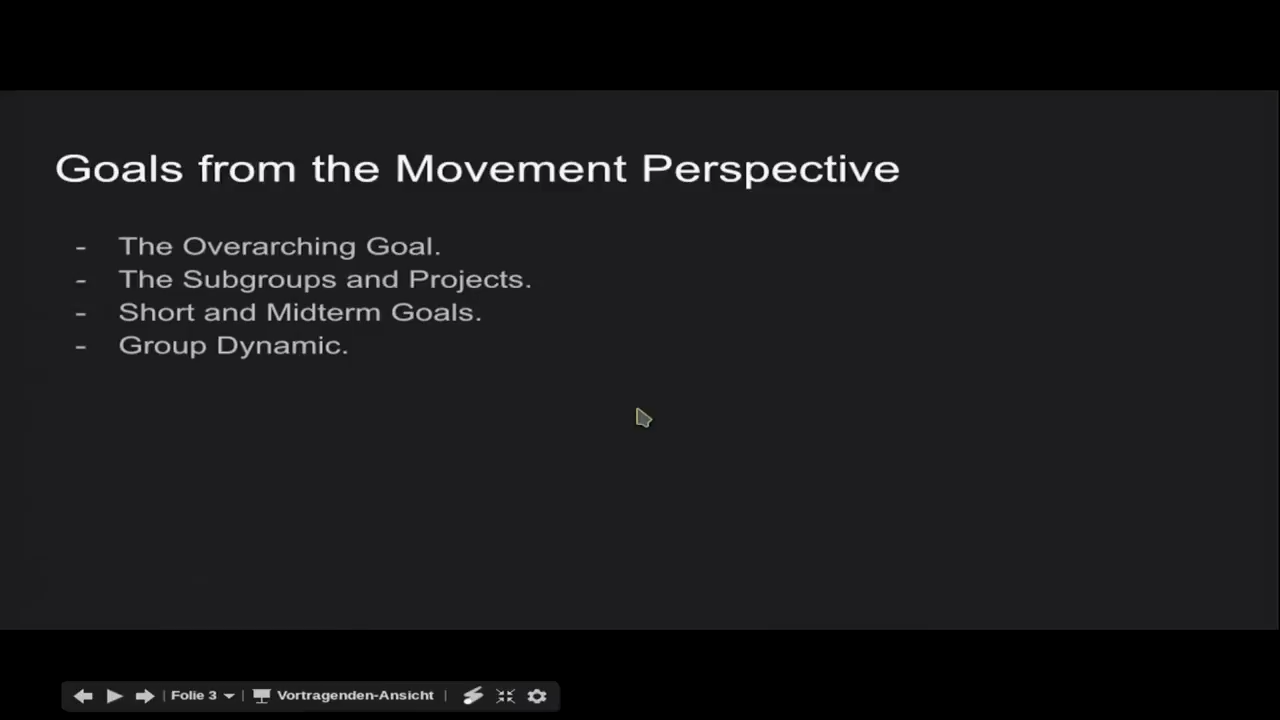 Goals from the Movement Perspective
- The Overarching Goal.
- The Subgroups and Projects.
- Short and Midterm Goals.
- Group Dynamic.
Folie 3 | Vortragenden-Ansicht